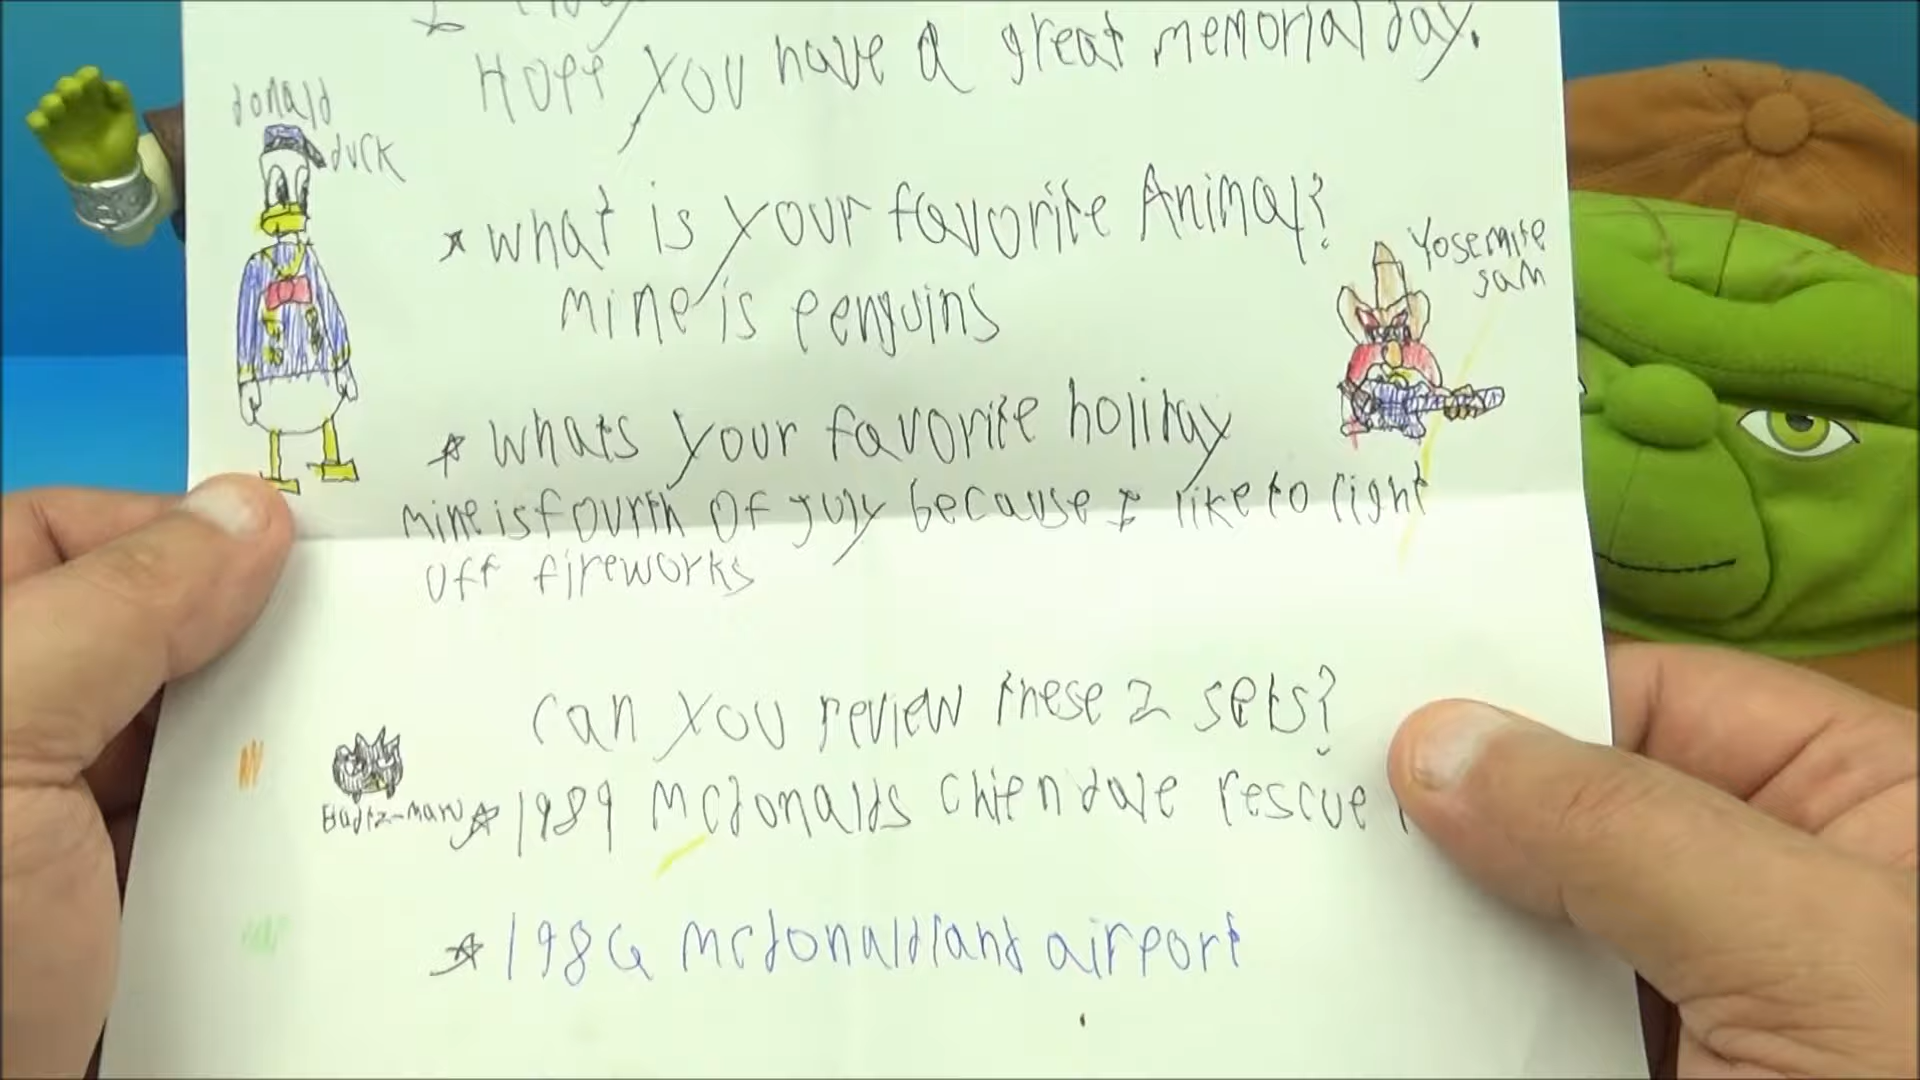 Hope you have a great memorial day.
donald
duck
what is your favorite Animal?
mine is penguins
Yosemite
sam
whats your favorite holiday
mine is fourth of july because I like to light
off fireworks
can you review these 2 sets?
Badtz-maru
1989 mcdonalds chien dale rescue
1986 mcdonaldland airport